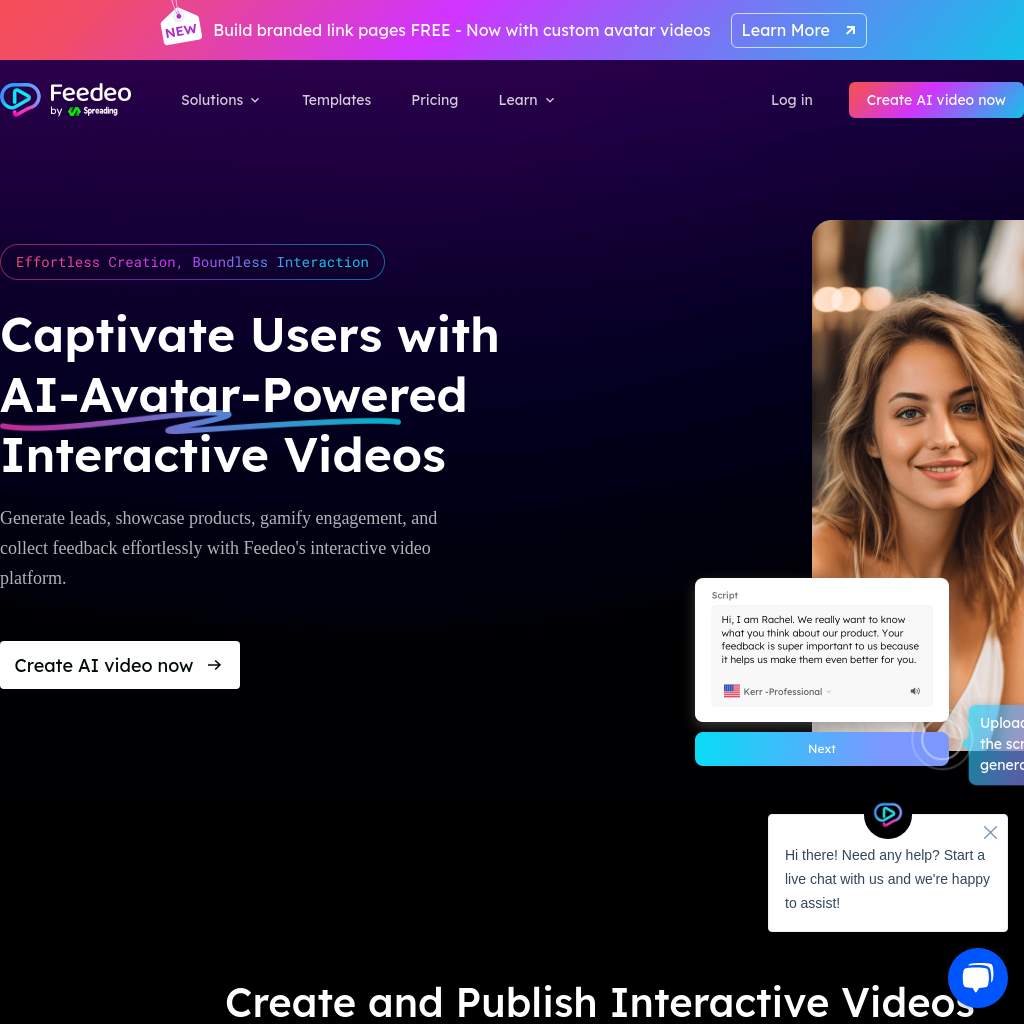 NEW
Build branded link pages FREE - Now with custom avatar videos
Learn More
Feedeo
by Spreading
Solutions
Templates
Pricing
Learn
Log in
Create AI video now
Effortless Creation, Boundless Interaction
Captivate Users with
AI-Avatar-Powered
Interactive Videos
Generate leads, showcase products, gamify engagement, and
collect feedback effortlessly with Feedeo's interactive video
platform.
Create AI video now
Script
Hi, I am Rachel. We really want to know
what you think about our product. Your
feedback is super important to us because
it helps us make them even better for you.
Kerr -Professional
Next
the
Hi there! Need any help? Start a
live chat with us and we're happy
to assist!
Create and Publish Interactive Videos